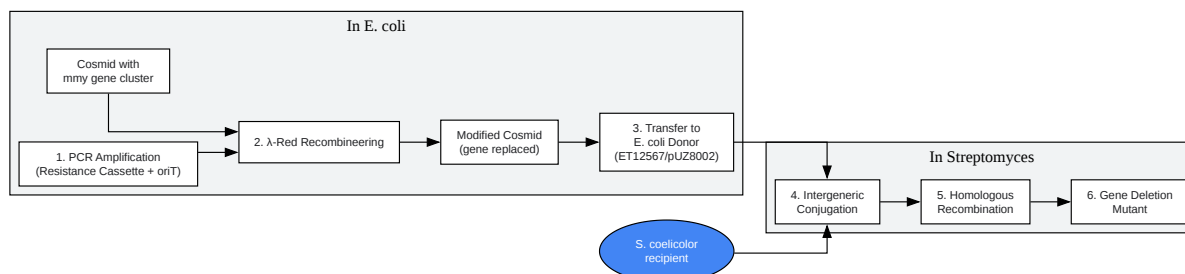 In E. coli
Cosmid with
mmy gene cluster
1. PCR Amplification
(Resistance Cassette + oriT)
2. λ-Red Recombineering
Modified Cosmid
(gene replaced)
3. Transfer to
E. coli Donor
(ET12567/pUZ8002)
In Streptomyces
4. Intergeneric
Conjugation
5. Homologous
Recombination
6. Gene Deletion
Mutant
S. coelicolor
recipient